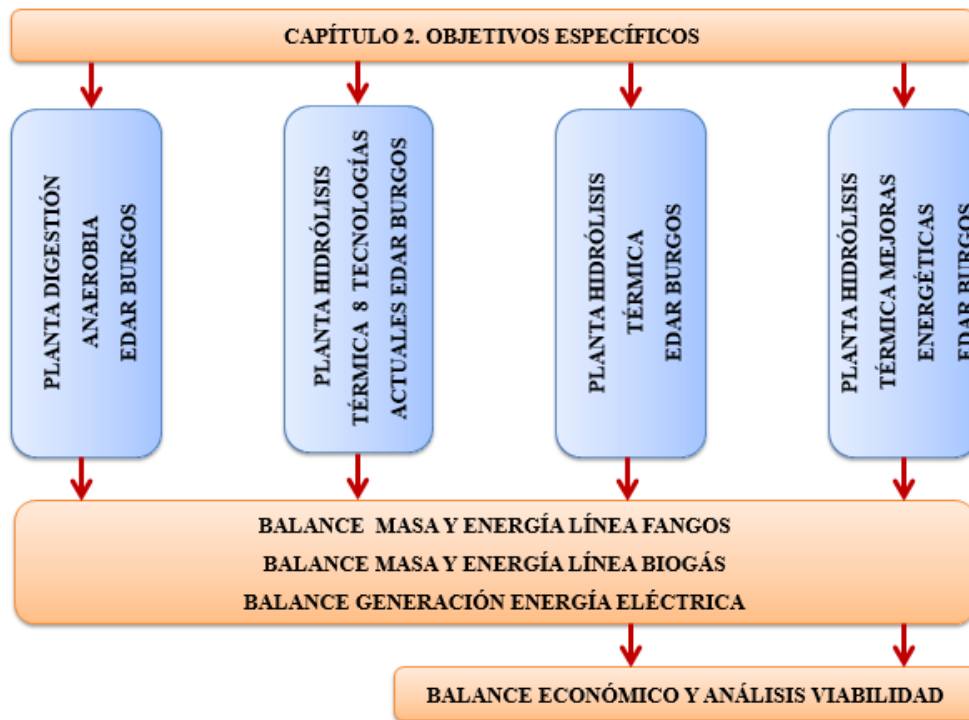 CAPÍTULO 2. OBJETIVOS ESPECÍFICOS
PLANTA DIGESTIÓN
ANAEROBIA
EDAR BURGOS
PLANTA HIDRÓLISIS
TÉRMICA 8 TECNOLOGÍAS
ACTUALES EDAR BURGOS
PLANTA HIDRÓLISIS
TÉRMICA
EDAR BURGOS
PLANTA HIDRÓLISIS
TÉRMICA MEJORAS
ENERGÉTICAS
EDAR BURGOS
BALANCE MASA Y ENERGÍA LÍNEA FANGOS
BALANCE MASA Y ENERGÍA LÍNEA BIOGÁS
BALANCE GENERACIÓN ENERGÍA ELÉCTRICA
BALANCE ECONÓMICO Y ANÁLISIS VIABILIDAD